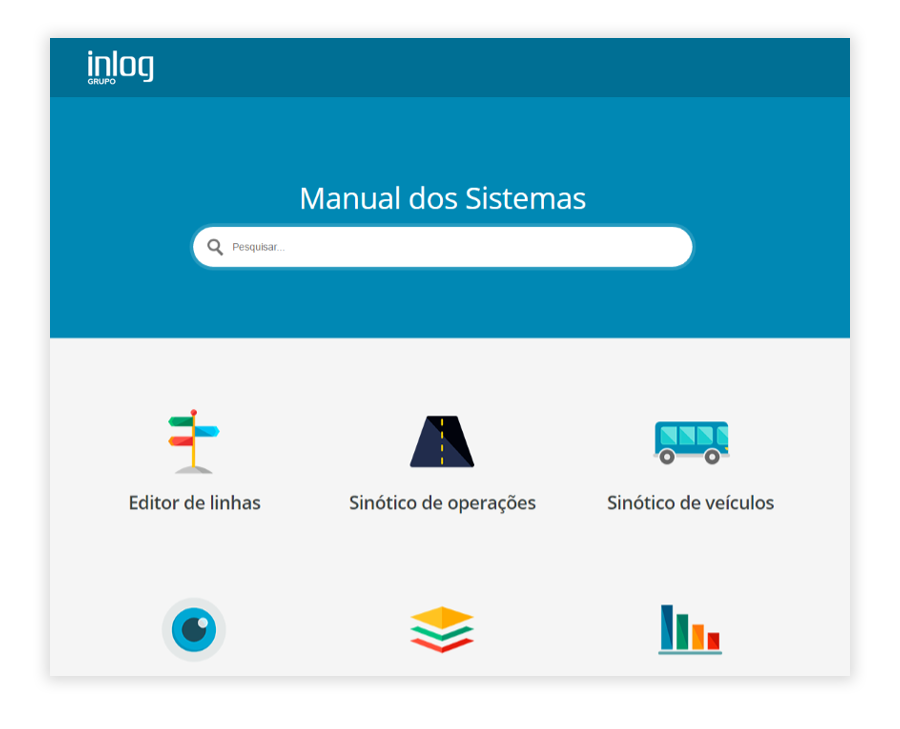 inlog
GRUPO
Manual dos Sistemas
Pesquisar...
Editor de linhas
Sinótico de operações
Sinótico de veículos